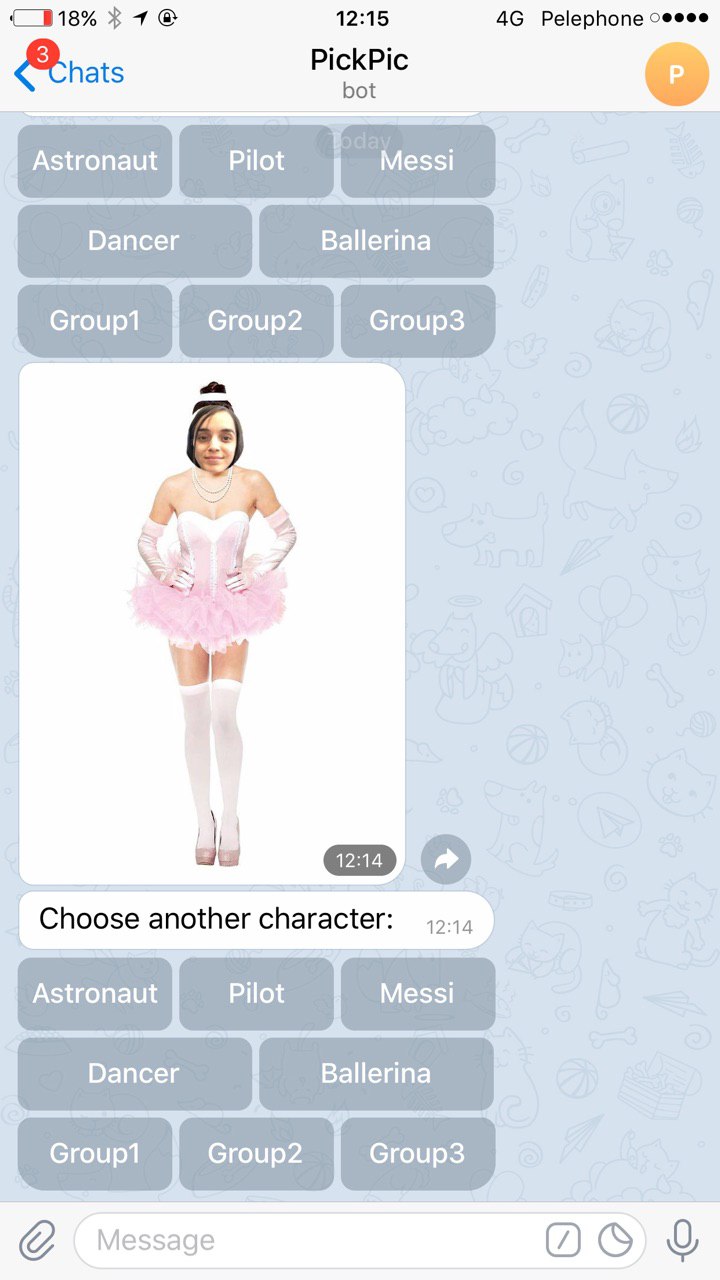 18% 12:15 4G Pelephone
3
Chats PickPic P
bot
Today
Astronaut Pilot Messi
Dancer Ballerina
Group1 Group2 Group3
12:14
Choose another character: 12:14
Astronaut Pilot Messi
Dancer Ballerina
Group1 Group2 Group3
Message